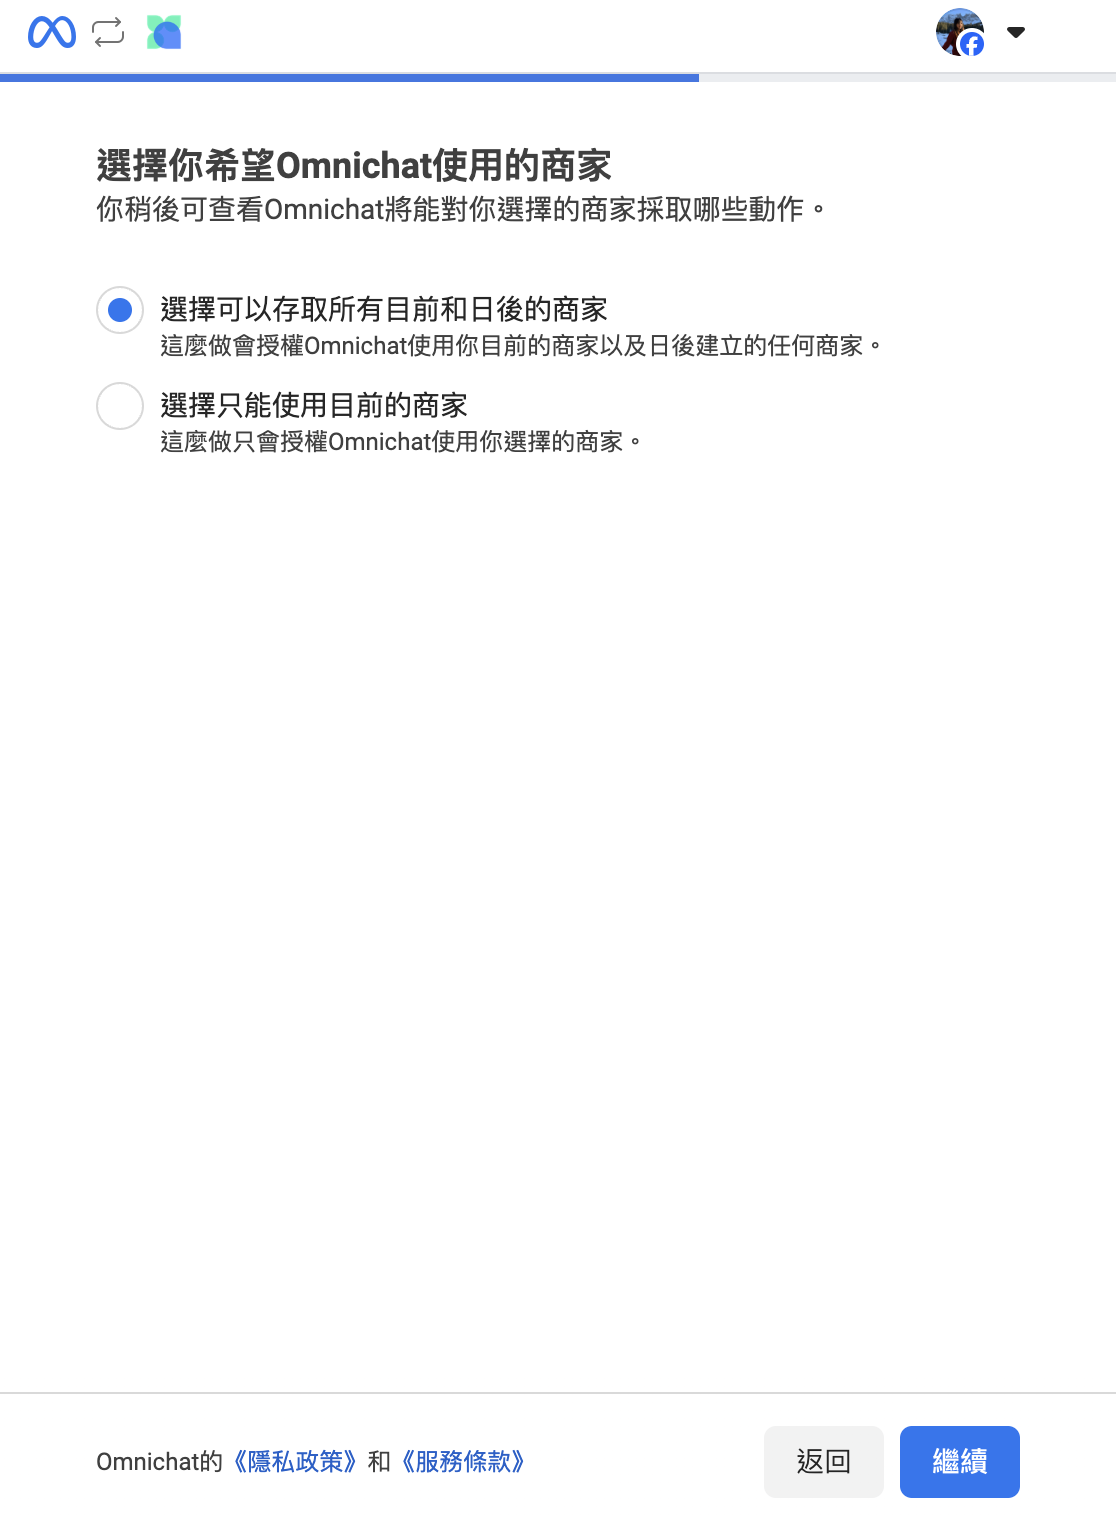 選擇你希望Omnichat使用的商家
你稍後可查看Omnichat將能對你選擇的商家採取哪些動作。
選擇可以存取所有目前和日後的商家
這麼做會授權Omnichat使用你目前的商家以及日後建立的任何商家。
選擇只能使用目前的商家
這麼做只會授權Omnichat使用你選擇的商家。
Omnichat的《隱私政策》和《服務條款》
返回
繼續